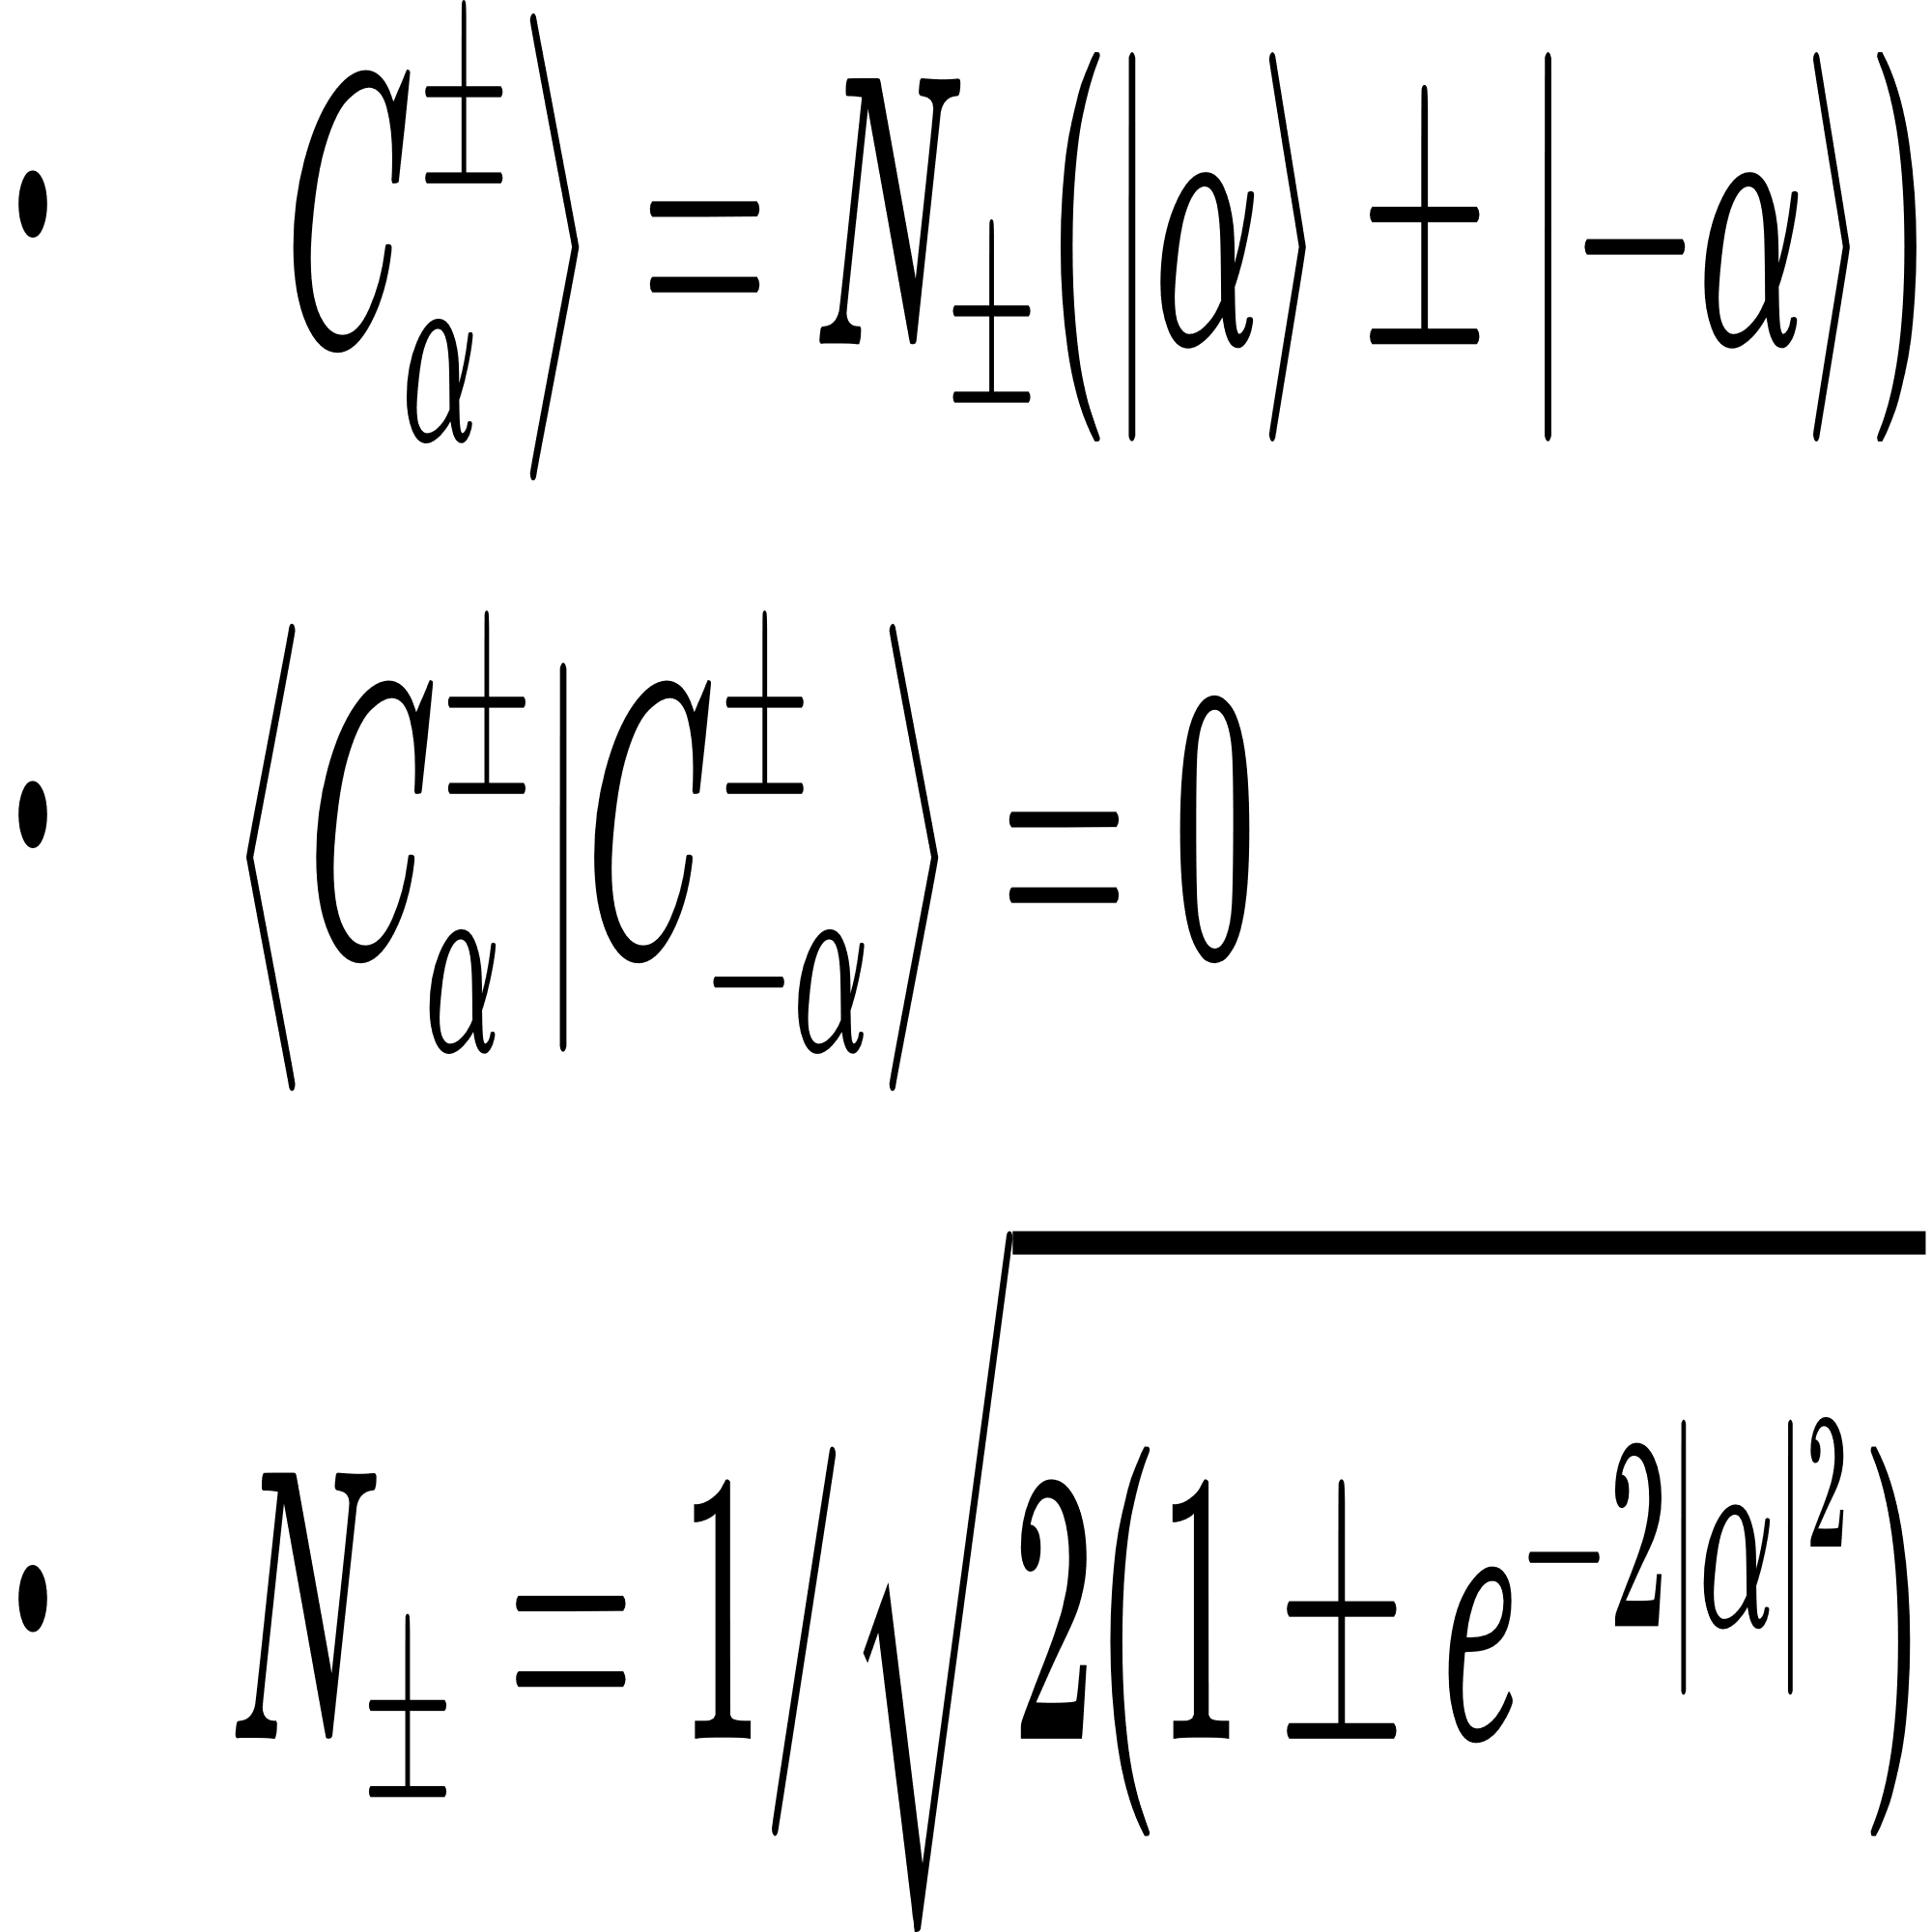 • C_α^±⟩ = N_±(|α⟩ ± |−α⟩)
• ⟨C_α^±|C_−α^±⟩ = 0
• N_± = 1/√(2(1 ± e^(−2|α|^2)))